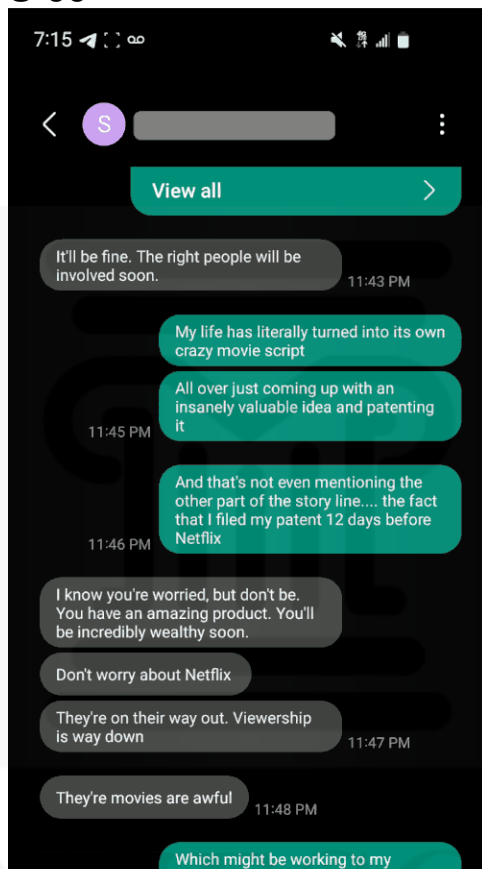 7:15
S
View all
It'll be fine. The right people will be
involved soon.
11:43 PM
My life has literally turned into its own
crazy movie script
All over just coming up with an
insanely valuable idea and patenting
it
11:45 PM
And that's not even mentioning the
other part of the story line.... the fact
that I filed my patent 12 days before
Netflix
11:46 PM
I know you're worried, but don't be.
You have an amazing product. You'll
be incredibly wealthy soon.
Don't worry about Netflix
They're on their way out. Viewership
is way down
11:47 PM
They're movies are awful
11:48 PM
Which might be working to my